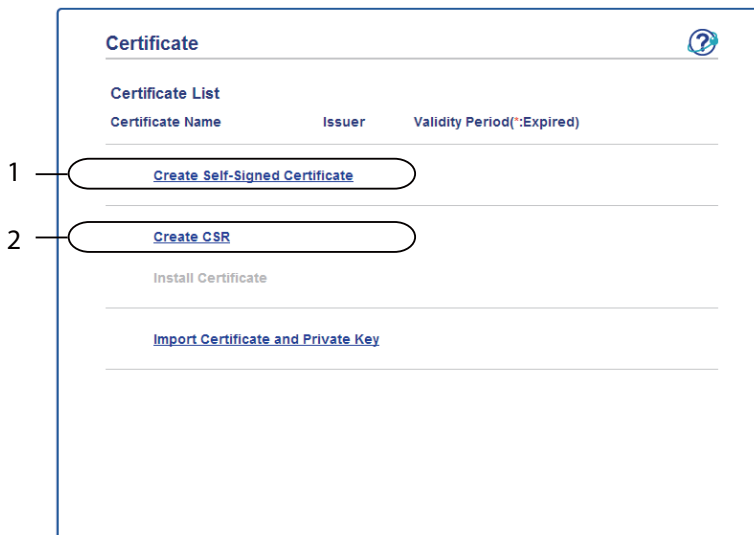 Certificate
?
Certificate List
Certificate Name Issuer Validity Period(*:Expired)
1 Create Self-Signed Certificate
2 Create CSR
Install Certificate
Import Certificate and Private Key